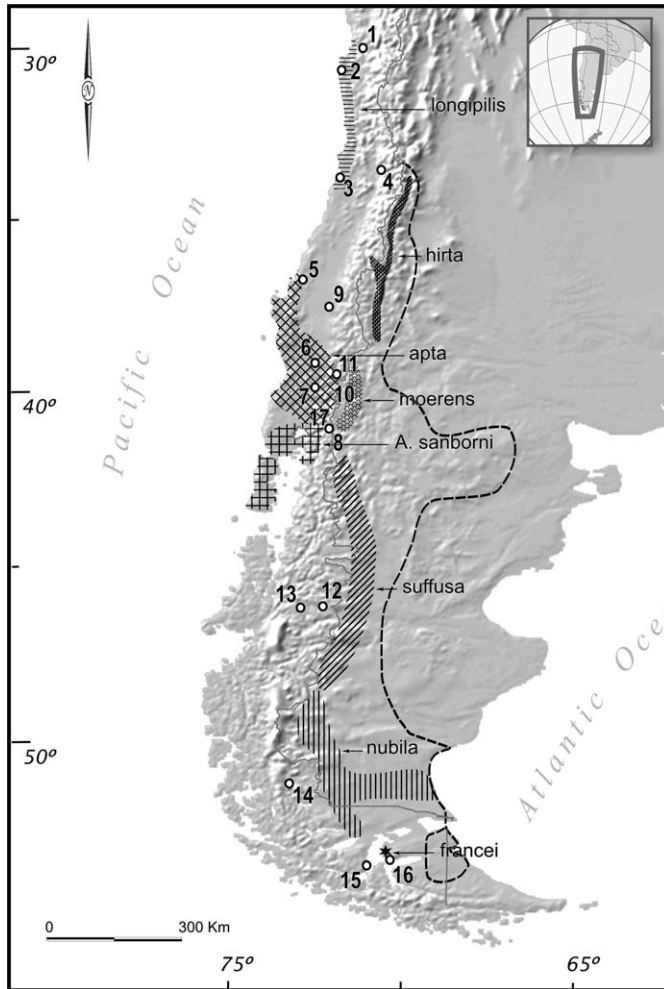 30º
1
2
longipilis
N
3
4
Pacific Ocean
hirta
5
9
apta
6
11
40º
7
10
moerens
17
A. sanborni
8
suffusa
13
12
Atlantic Oce
nubila
50º
14
francei
15
16
0
300 Km
75º
65º